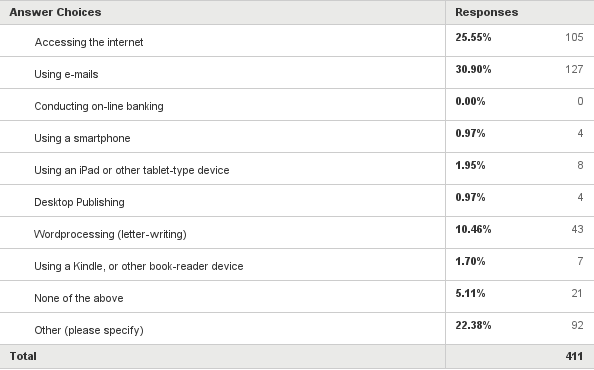 Answer Choices Responses
Accessing the internet 25.55% 105
Using e-mails 30.90% 127
Conducting on-line banking 0.00% 0
Using a smartphone 0.97% 4
Using an iPad or other tablet-type device 1.95% 8
Desktop Publishing 0.97% 4
Wordprocessing (letter-writing) 10.46% 43
Using a Kindle, or other book-reader device 1.70% 7
None of the above 5.11% 21
Other (please specify) 22.38% 92
Total 411